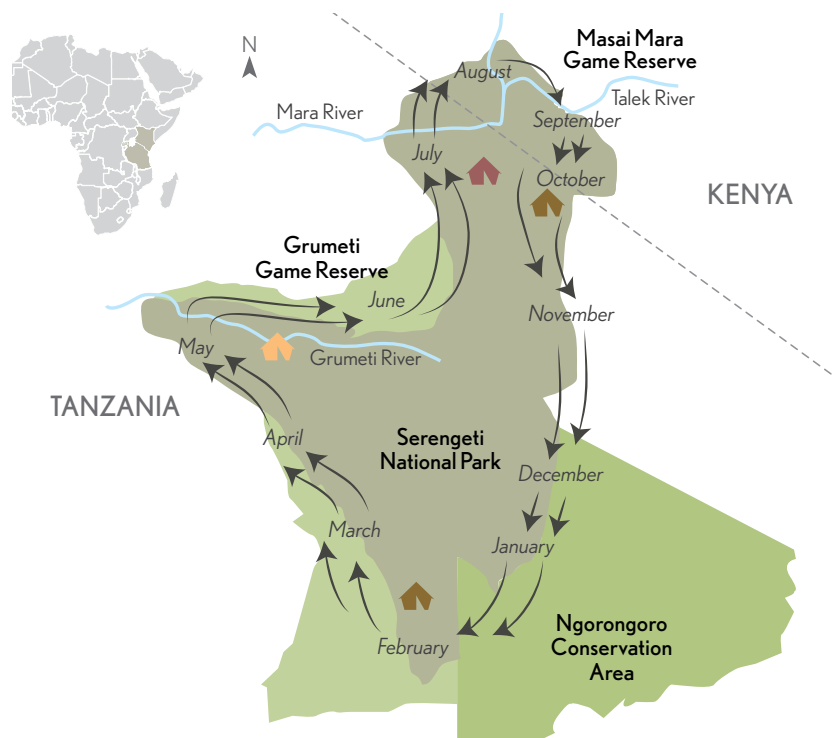 N
Masai Mara
Game Reserve
August
Talek River
Mara River
September
July
October
KENYA
Grumeti
Game Reserve
June
November
May
Grumeti River
TANZANIA
April
Serengeti
National Park
December
March
January
Ngorongoro
Conservation
Area
February